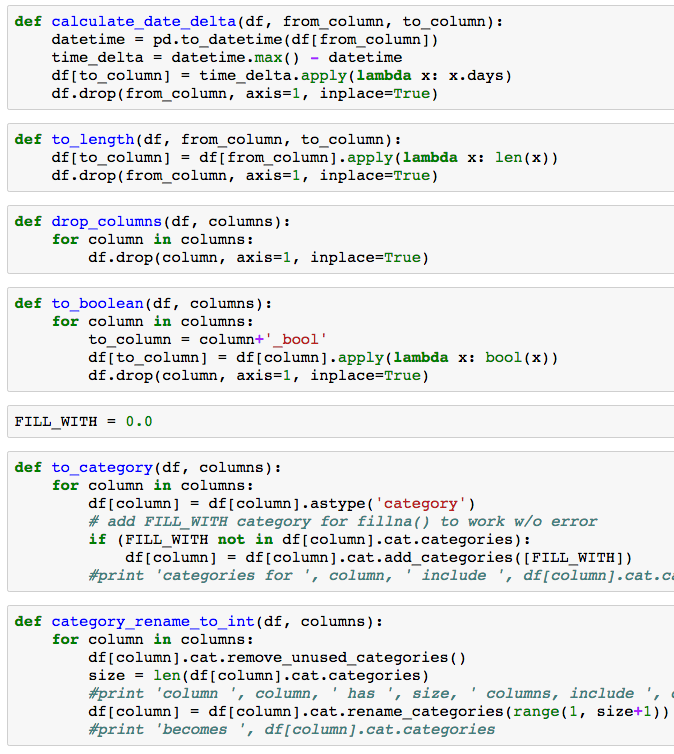 def calculate_date_delta(df, from_column, to_column):
    datetime = pd.to_datetime(df[from_column])
    time_delta = datetime.max() - datetime
    df[to_column] = time_delta.apply(lambda x: x.days)
    df.drop(from_column, axis=1, inplace=True)
def to_length(df, from_column, to_column):
    df[to_column] = df[from_column].apply(lambda x: len(x))
    df.drop(from_column, axis=1, inplace=True)
def drop_columns(df, columns):
    for column in columns:
        df.drop(column, axis=1, inplace=True)
def to_boolean(df, columns):
    for column in columns:
        to_column = column+'_bool'
        df[to_column] = df[column].apply(lambda x: bool(x))
        df.drop(column, axis=1, inplace=True)
FILL_WITH = 0.0
def to_category(df, columns):
    for column in columns:
        df[column] = df[column].astype('category')
        # add FILL_WITH category for fillna() to work w/o error
        if (FILL_WITH not in df[column].cat.categories):
            df[column] = df[column].cat.add_categories([FILL_WITH])
        #print 'categories for ', column, ' include ', df[column].cat.ca
def category_rename_to_int(df, columns):
    for column in columns:
        df[column].cat.remove_unused_categories()
        size = len(df[column].cat.categories)
        #print 'column ', column, ' has ', size, ' columns, include ',
        df[column] = df[column].cat.rename_categories(range(1, size+1))
        #print 'becomes ', df[column].cat.categories